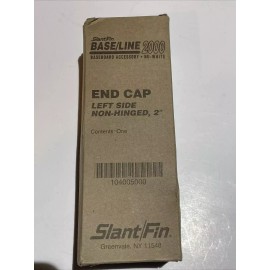 Slant/Fin
BASE/LINE 2000
BASEBOARD ACCESSORY • NU-WHITE
END CAP
LEFT SIDE
NON-HINGED, 2"
Contents: One
104005000
Slant/Fin
Greenvale, NY 11548